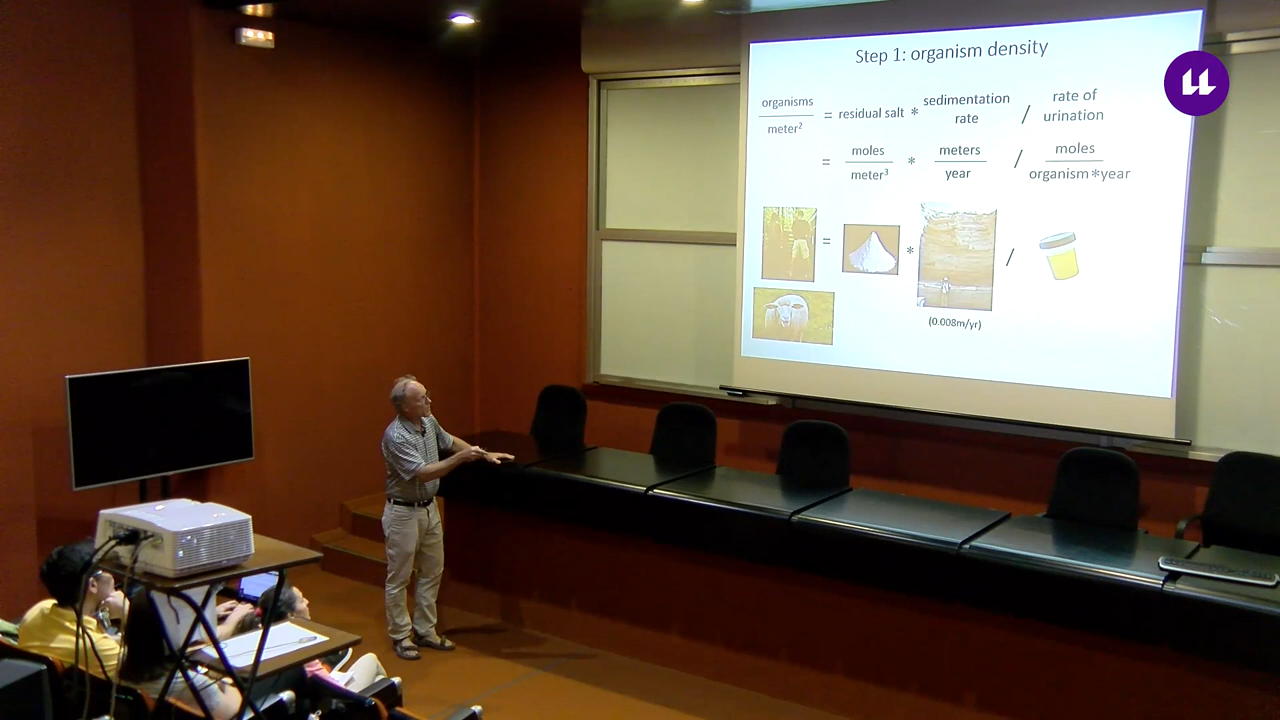 Step 1: organism density
organisms
meter²
= residual salt * sedimentation rate / rate of urination
= moles
meter³
* meters
year
/ moles
organism*year
= * /
(0.008m/yr)